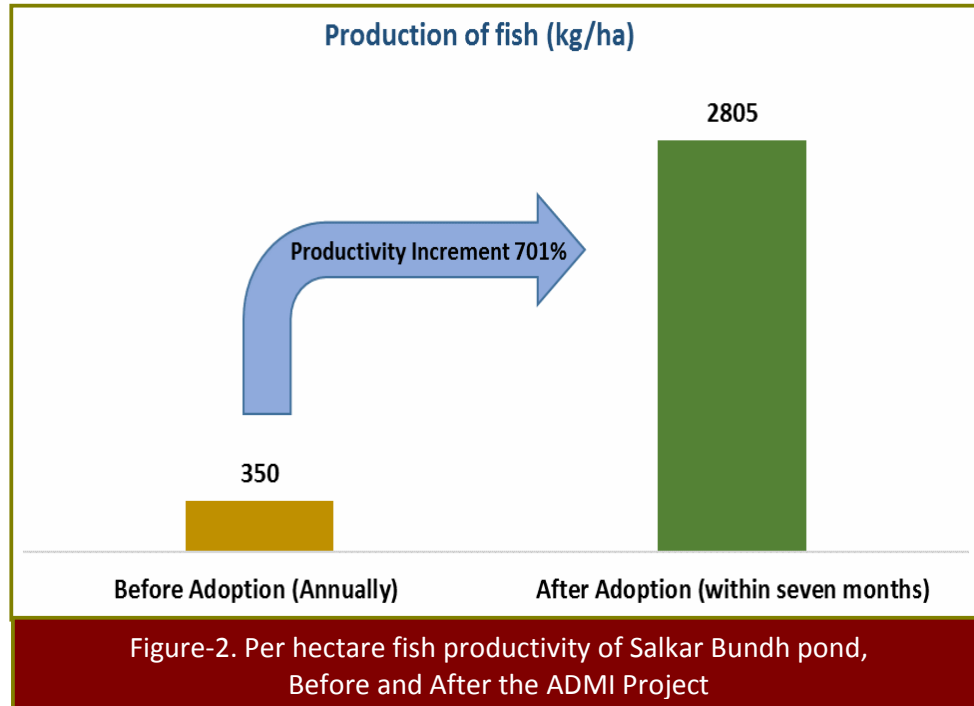 Production of fish (kg/ha)
2805
Productivity Increment 701%
350
Before Adoption (Annually)
After Adoption (within seven months)
Figure-2. Per hectare fish productivity of Salkar Bundh pond,
Before and After the ADMI Project